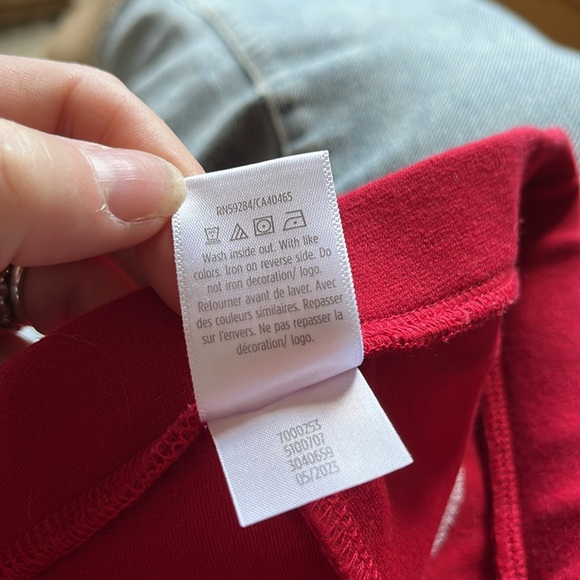 RN59284/CA40465
Wash inside out. With like
colors. Iron on reverse side. Do
not iron decoration/ logo.
Retourner avant de laver. Avec
des couleurs similaires. Repasser
sur l'envers. Ne pas repasser la
décoration/ logo.
7000253
5100707
3040659
05/2023